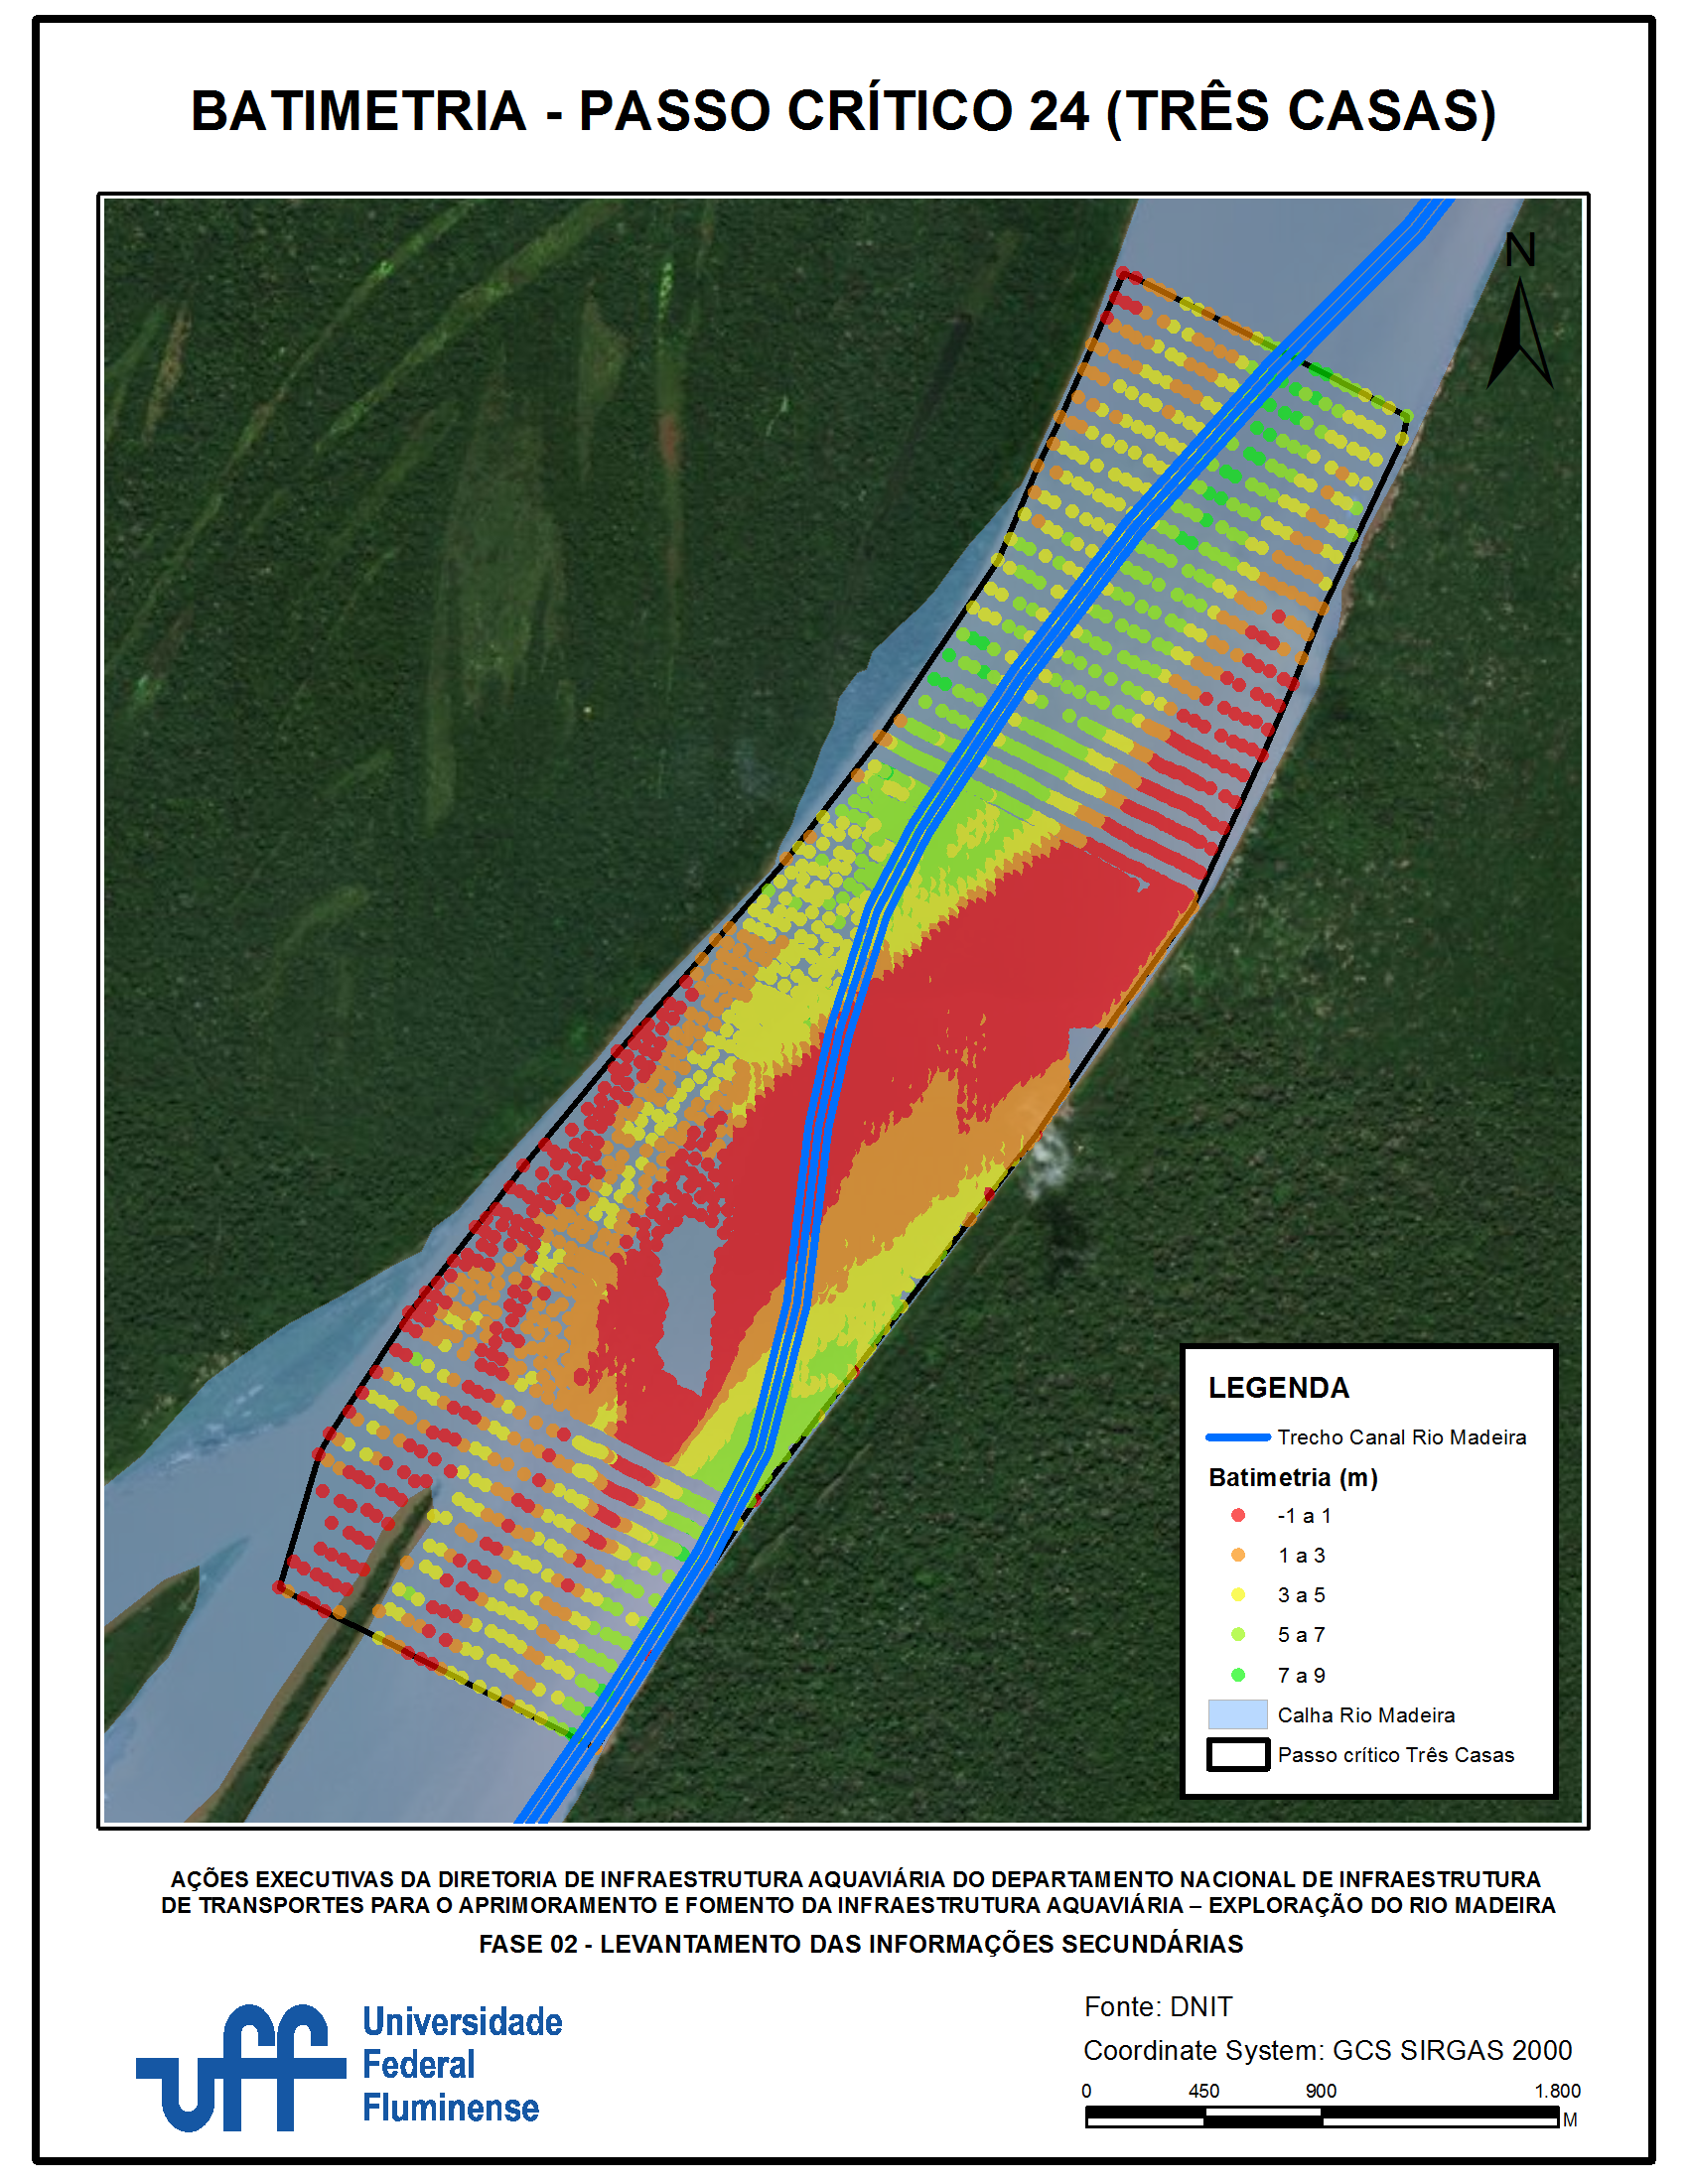 BATIMETRIA - PASSO CRÍTICO 24 (TRÊS CASAS)
N
LEGENDA
Trecho Canal Rio Madeira
Batimetria (m)
-1 a 1
1 a 3
3 a 5
5 a 7
7 a 9
Calha Rio Madeira
Passo crítico Três Casas
AÇÕES EXECUTIVAS DA DIRETORIA DE INFRAESTRUTURA AQUAVIÁRIA DO DEPARTAMENTO NACIONAL DE INFRAESTRUTURA
DE TRANSPORTES PARA O APRIMORAMENTO E FOMENTO DA INFRAESTRUTURA AQUAVIÁRIA – EXPLORAÇÃO DO RIO MADEIRA
FASE 02 - LEVANTAMENTO DAS INFORMAÇÕES SECUNDÁRIAS
uff
Universidade
Federal
Fluminense
Fonte: DNIT
Coordinate System: GCS SIRGAS 2000
0 450 900 1.800
M